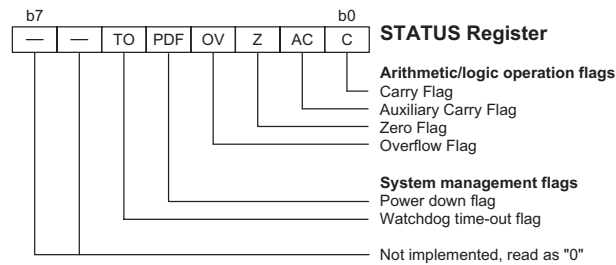 b7 b0
— — TO PDF OV Z AC C
STATUS Register
Arithmetic/logic operation flags
Carry Flag
Auxiliary Carry Flag
Zero Flag
Overflow Flag
System management flags
Power down flag
Watchdog time-out flag
Not implemented, read as "0"